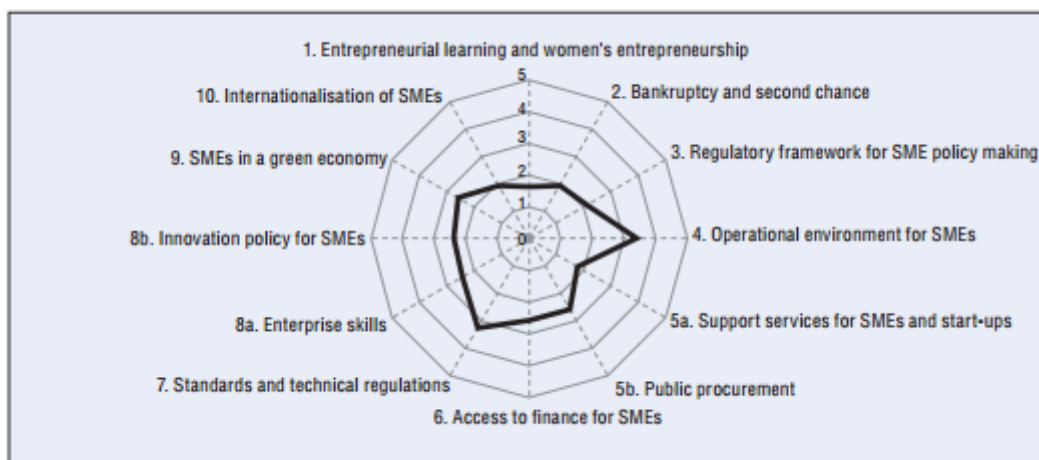 1. Entrepreneurial learning and women's entrepreneurship
5
10. Internationalisation of SMEs
2. Bankruptcy and second chance
4
3
9. SMEs in a green economy
3. Regulatory framework for SME policy making
2
1
8b. Innovation policy for SMEs
0
4. Operational environment for SMEs
8a. Enterprise skills
5a. Support services for SMEs and start-ups
7. Standards and technical regulations
5b. Public procurement
6. Access to finance for SMEs